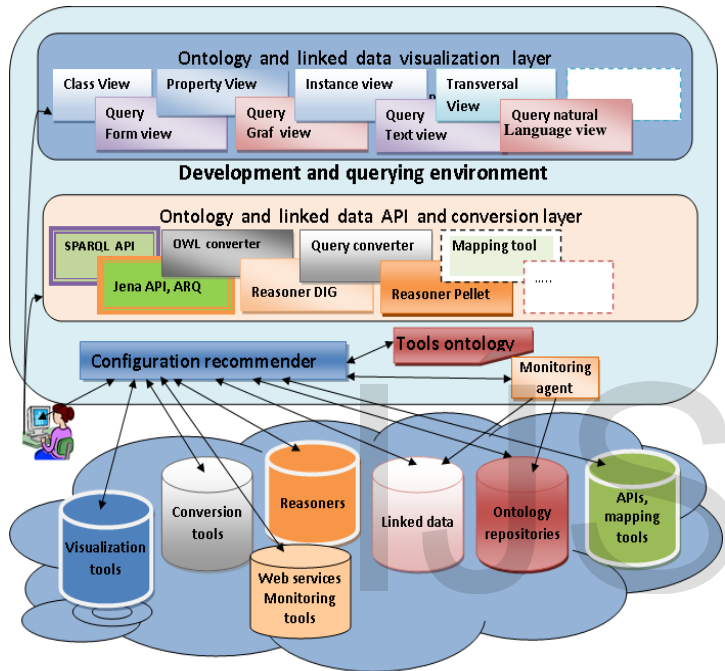 Ontology and linked data visualization layer
Class View
Property View
Instance view
Transversal
View
Query
Form view
Query
Graf view
Query
Text view
Query natural
Language view
Development and querying environment
Ontology and linked data API and conversion layer
SPARQL API
OWL converter
Query converter
Mapping tool
Jena API, ARQ
Reasoner DIG
Reasoner Pellet
.....
Configuration recommender
Tools ontology
Monitoring
agent
Visualization
tools
Conversion
tools
Reasoners
Web services
Monitoring tools
Linked data
Ontology
repositories
APIs,
mapping
tools
IJS